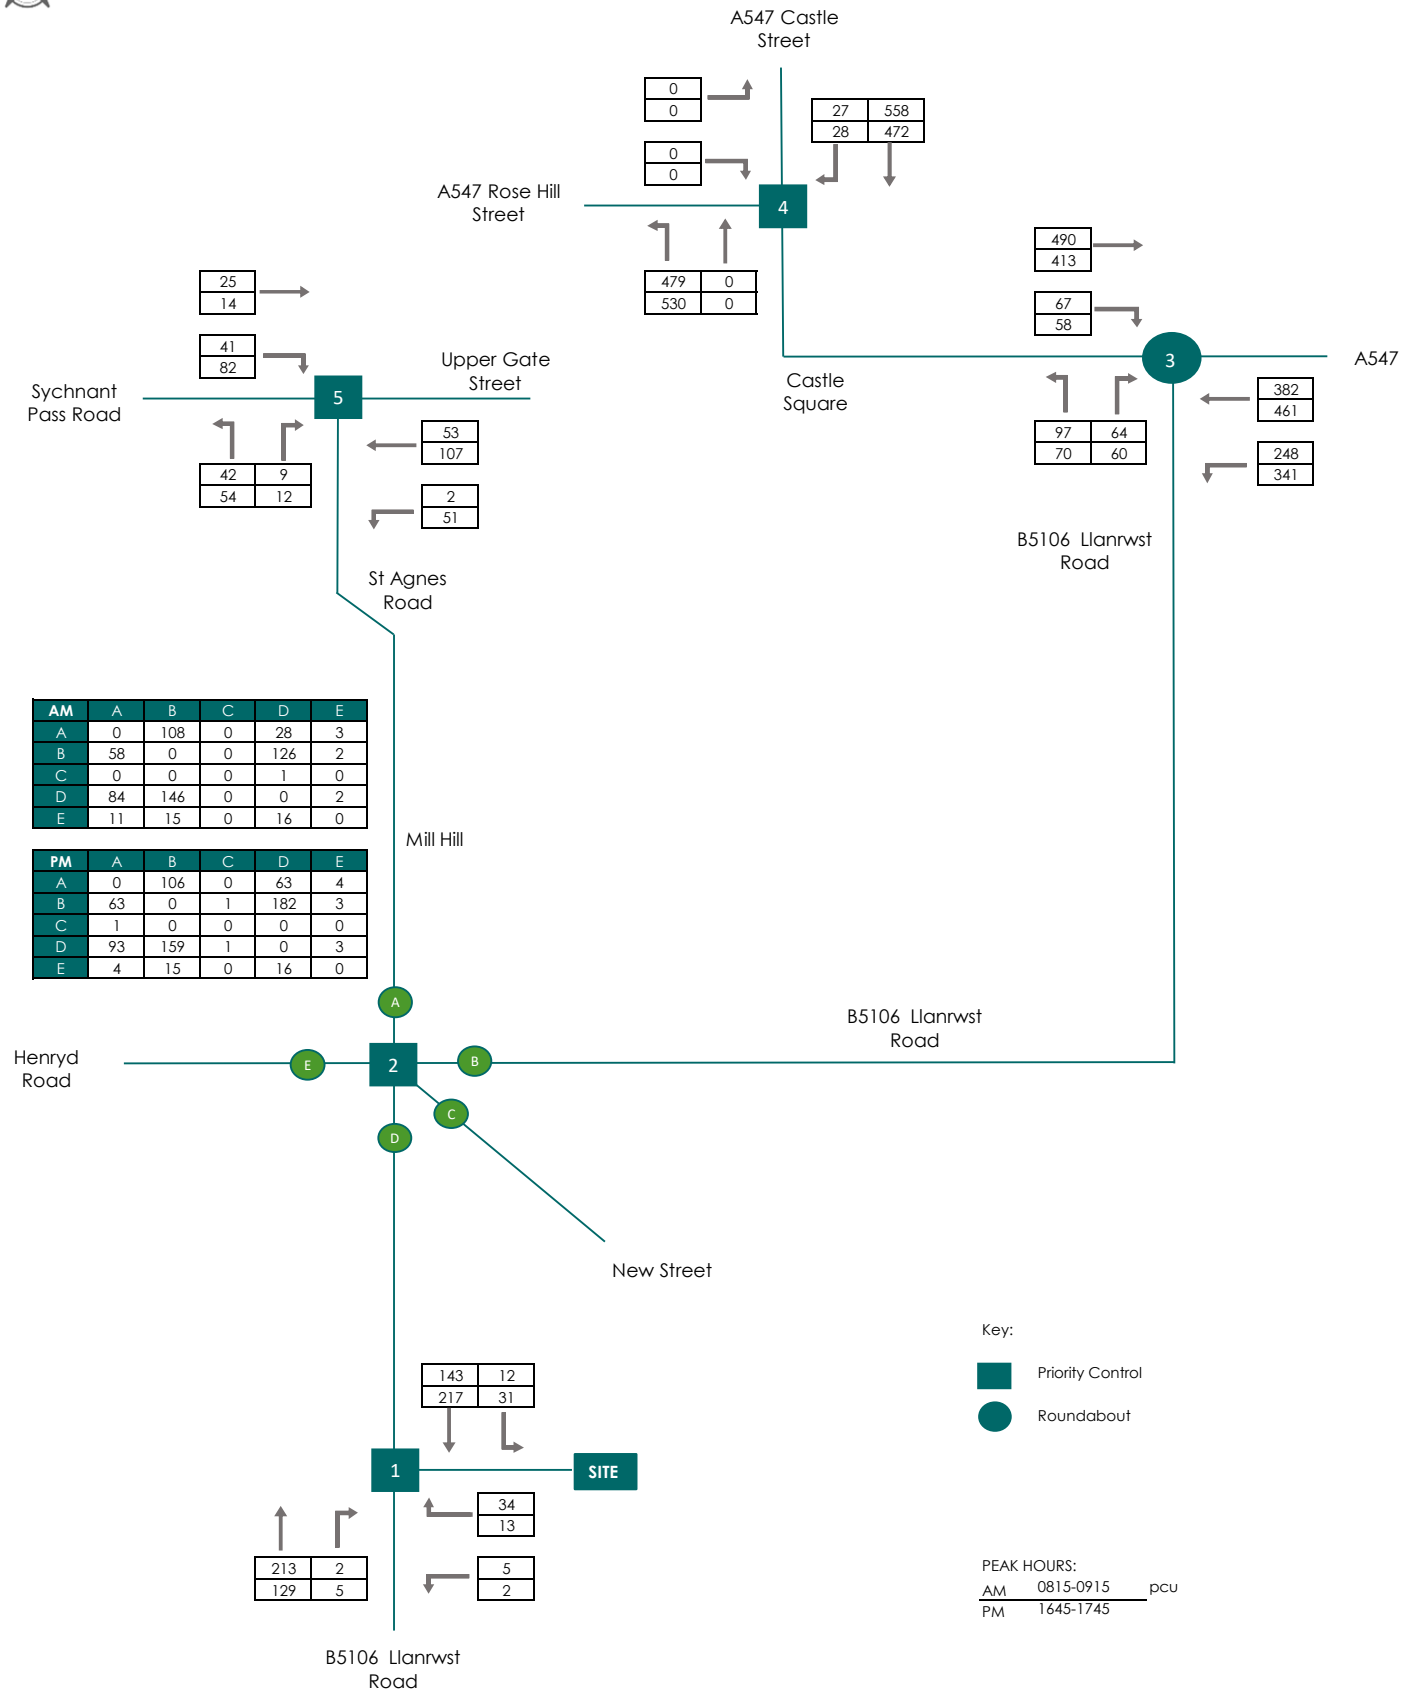 A547 Castle
Street
0
0
27 558
28 472
0
0
A547 Rose Hill
Street
4
479 0
530 0
490
413
67
58
3
A547
Castle
Square
382
461
97 64
70 60
248
341
25
14
41
82
Upper Gate
Street
Sychnant
Pass Road
5
53
107
42 9
54 12
2
51
B5106 Llanrwst
Road
St Agnes
Road
AM A B C D E
A 0 108 0 28 3
B 58 0 0 126 2
C 0 0 0 1 0
D 84 146 0 0 2
E 11 15 0 16 0
Mill Hill
PM A B C D E
A 0 106 0 63 4
B 63 0 1 182 3
C 1 0 0 0 0
D 93 159 1 0 3
E 4 15 0 16 0
A
B5106 Llanrwst
Road
Henryd
Road
E
2
B
C
D
New Street
Key:
Priority Control
Roundabout
143 12
217 31
1
SITE
34
13
213 2
129 5
5
2
PEAK HOURS:
AM 0815-0915 pcu
PM 1645-1745
B5106 Llanrwst
Road